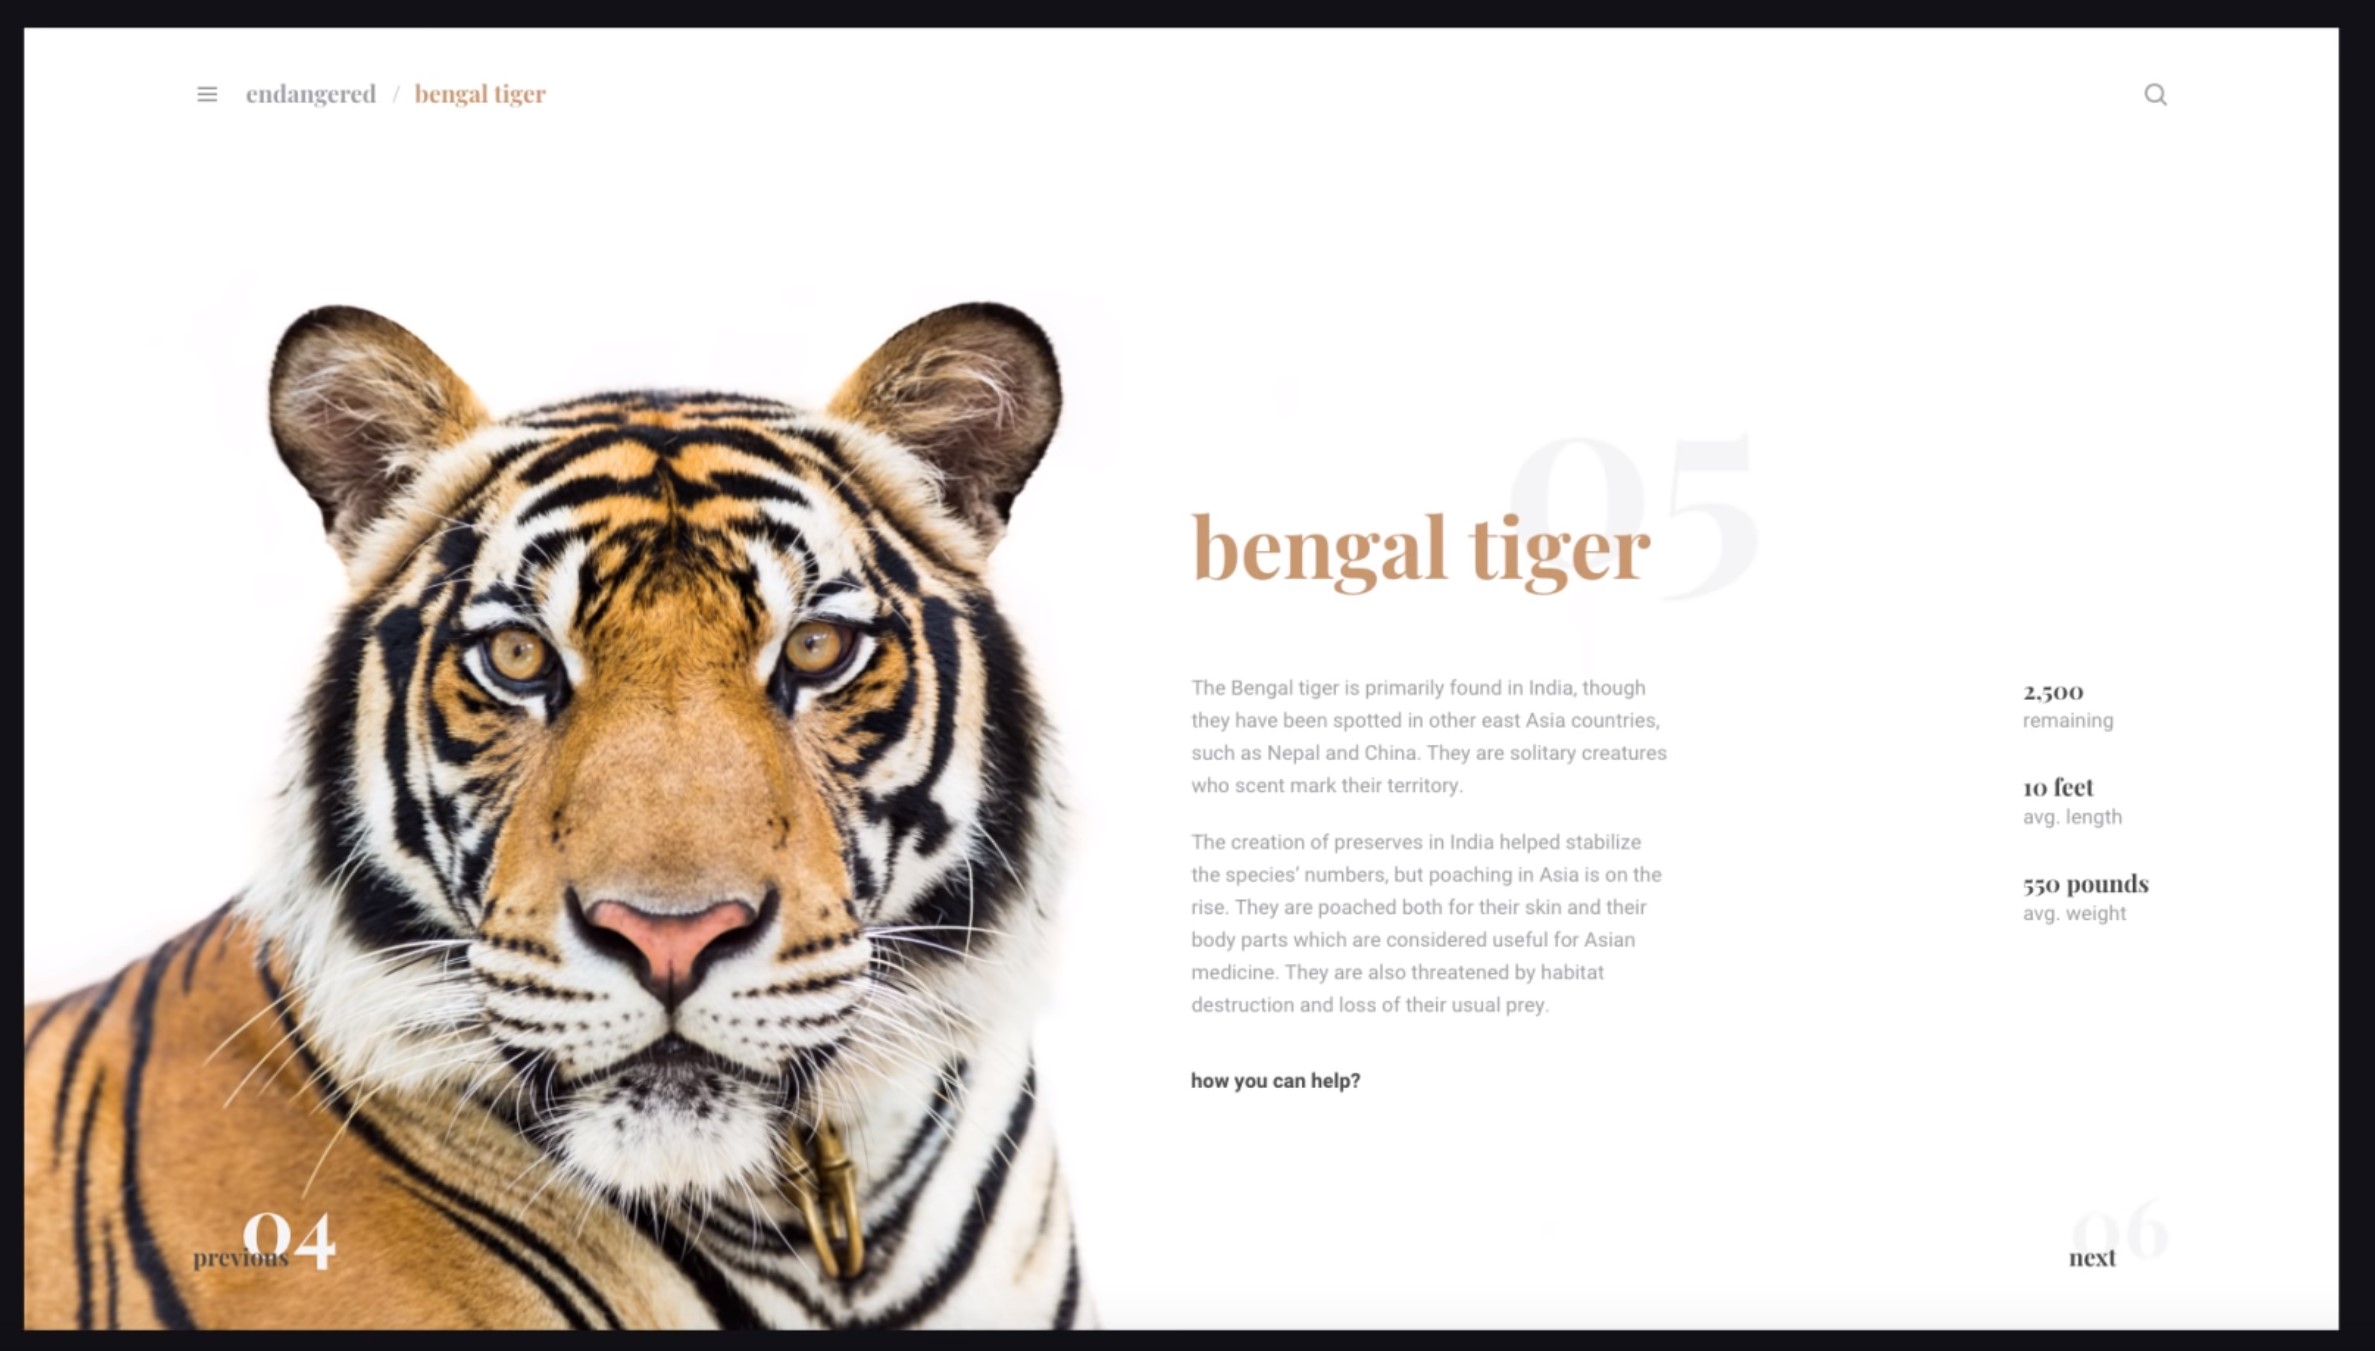 endangered / bengal tiger
05
bengal tiger
The Bengal tiger is primarily found in India, though
they have been spotted in other east Asia countries,
such as Nepal and China. They are solitary creatures
who scent mark their territory.
The creation of preserves in India helped stabilize
the species’ numbers, but poaching in Asia is on the
rise. They are poached both for their skin and their
body parts which are considered useful for Asian
medicine. They are also threatened by habitat
destruction and loss of their usual prey.
how you can help?
2,500
remaining
10 feet
avg. length
550 pounds
avg. weight
04
previous
06
next